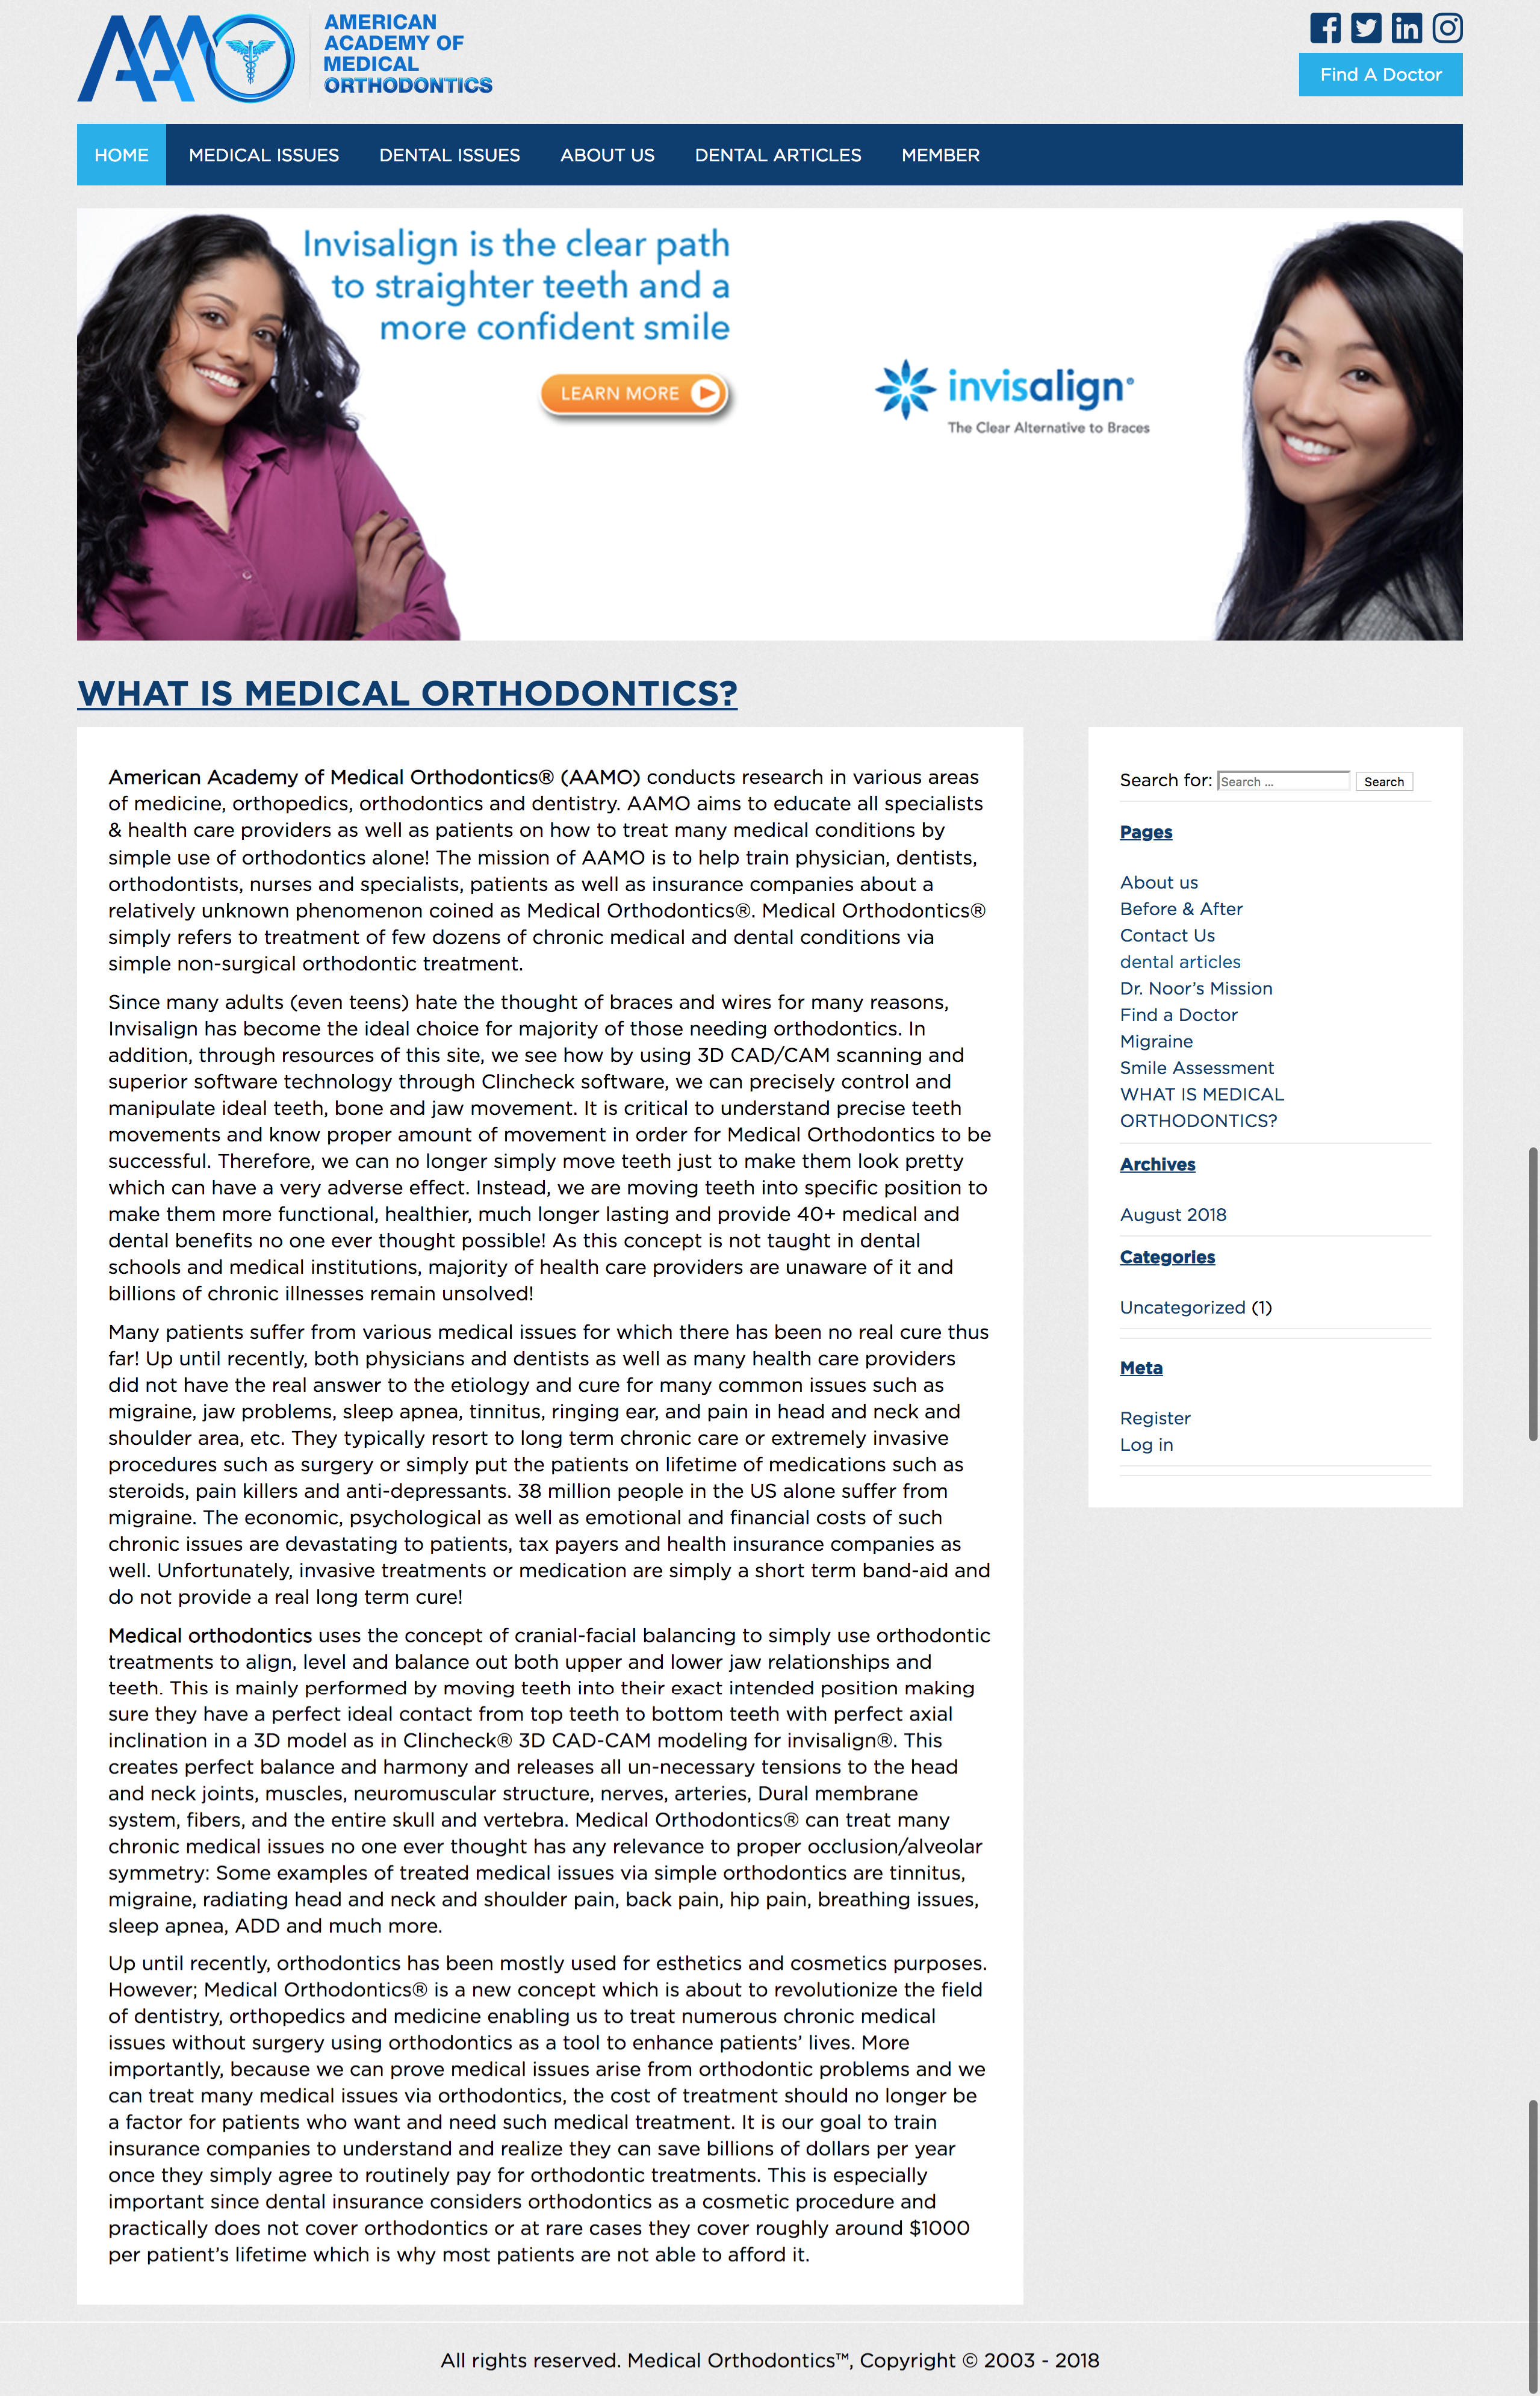 AAMO
AMERICAN
ACADEMY OF
MEDICAL
ORTHODONTICS
Find A Doctor
HOME
MEDICAL ISSUES
DENTAL ISSUES
ABOUT US
DENTAL ARTICLES
MEMBER
Invisalign is the clear path
to straighter teeth and a
more confident smile
LEARN MORE
invisalign®
The Clear Alternative to Braces
WHAT IS MEDICAL ORTHODONTICS?
American Academy of Medical Orthodontics® (AAMO) conducts research in various areas
of medicine, orthopedics, orthodontics and dentistry. AAMO aims to educate all specialists
& health care providers as well as patients on how to treat many medical conditions by
simple use of orthodontics alone! The mission of AAMO is to help train physician, dentists,
orthodontists, nurses and specialists, patients as well as insurance companies about a
relatively unknown phenomenon coined as Medical Orthodontics®. Medical Orthodontics®
simply refers to treatment of few dozens of chronic medical and dental conditions via
simple non-surgical orthodontic treatment.
Since many adults (even teens) hate the thought of braces and wires for many reasons,
Invisalign has become the ideal choice for majority of those needing orthodontics. In
addition, through resources of this site, we see how by using 3D CAD/CAM scanning and
superior software technology through Clincheck software, we can precisely control and
manipulate ideal teeth, bone and jaw movement. It is critical to understand precise teeth
movements and know proper amount of movement in order for Medical Orthodontics to be
successful. Therefore, we can no longer simply move teeth just to make them look pretty
which can have a very adverse effect. Instead, we are moving teeth into specific position to
make them more functional, healthier, much longer lasting and provide 40+ medical and
dental benefits no one ever thought possible! As this concept is not taught in dental
schools and medical institutions, majority of health care providers are unaware of it and
billions of chronic illnesses remain unsolved!
Many patients suffer from various medical issues for which there has been no real cure thus
far! Up until recently, both physicians and dentists as well as many health care providers
did not have the real answer to the etiology and cure for many common issues such as
migraine, jaw problems, sleep apnea, tinnitus, ringing ear, and pain in head and neck and
shoulder area, etc. They typically resort to long term chronic care or extremely invasive
procedures such as surgery or simply put the patients on lifetime of medications such as
steroids, pain killers and anti-depressants. 38 million people in the US alone suffer from
migraine. The economic, psychological as well as emotional and financial costs of such
chronic issues are devastating to patients, tax payers and health insurance companies as
well. Unfortunately, invasive treatments or medication are simply a short term band-aid and
do not provide a real long term cure!
Medical orthodontics uses the concept of cranial-facial balancing to simply use orthodontic
treatments to align, level and balance out both upper and lower jaw relationships and
teeth. This is mainly performed by moving teeth into their exact intended position making
sure they have a perfect ideal contact from top teeth to bottom teeth with perfect axial
inclination in a 3D model as in Clincheck® 3D CAD-CAM modeling for invisalign®. This
creates perfect balance and harmony and releases all un-necessary tensions to the head
and neck joints, muscles, neuromuscular structure, nerves, arteries, Dural membrane
system, fibers, and the entire skull and vertebra. Medical Orthodontics® can treat many
chronic medical issues no one ever thought has any relevance to proper occlusion/alveolar
symmetry: Some examples of treated medical issues via simple orthodontics are tinnitus,
migraine, radiating head and neck and shoulder pain, back pain, hip pain, breathing issues,
sleep apnea, ADD and much more.
Up until recently, orthodontics has been mostly used for esthetics and cosmetics purposes.
However; Medical Orthodontics® is a new concept which is about to revolutionize the field
of dentistry, orthopedics and medicine enabling us to treat numerous chronic medical
issues without surgery using orthodontics as a tool to enhance patients’ lives. More
importantly, because we can prove medical issues arise from orthodontic problems and we
can treat many medical issues via orthodontics, the cost of treatment should no longer be
a factor for patients who want and need such medical treatment. It is our goal to train
insurance companies to understand and realize they can save billions of dollars per year
once they simply agree to routinely pay for orthodontic treatments. This is especially
important since dental insurance considers orthodontics as a cosmetic procedure and
practically does not cover orthodontics or at rare cases they cover roughly around $1000
per patient’s lifetime which is why most patients are not able to afford it.
Search for: Search … Search
Pages
About us
Before & After
Contact Us
dental articles
Dr. Noor’s Mission
Find a Doctor
Migraine
Smile Assessment
WHAT IS MEDICAL
ORTHODONTICS?
Archives
August 2018
Categories
Uncategorized (1)
Meta
Register
Log in
All rights reserved. Medical Orthodontics™, Copyright © 2003 - 2018